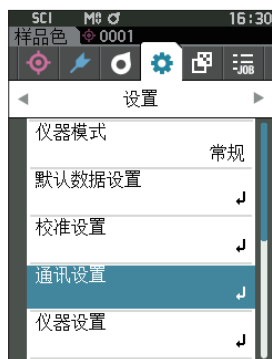 SCI M0 16:30
样品色 0001
JOB
设置
仪器模式
常规
默认数据设置
校准设置
通讯设置
仪器设置